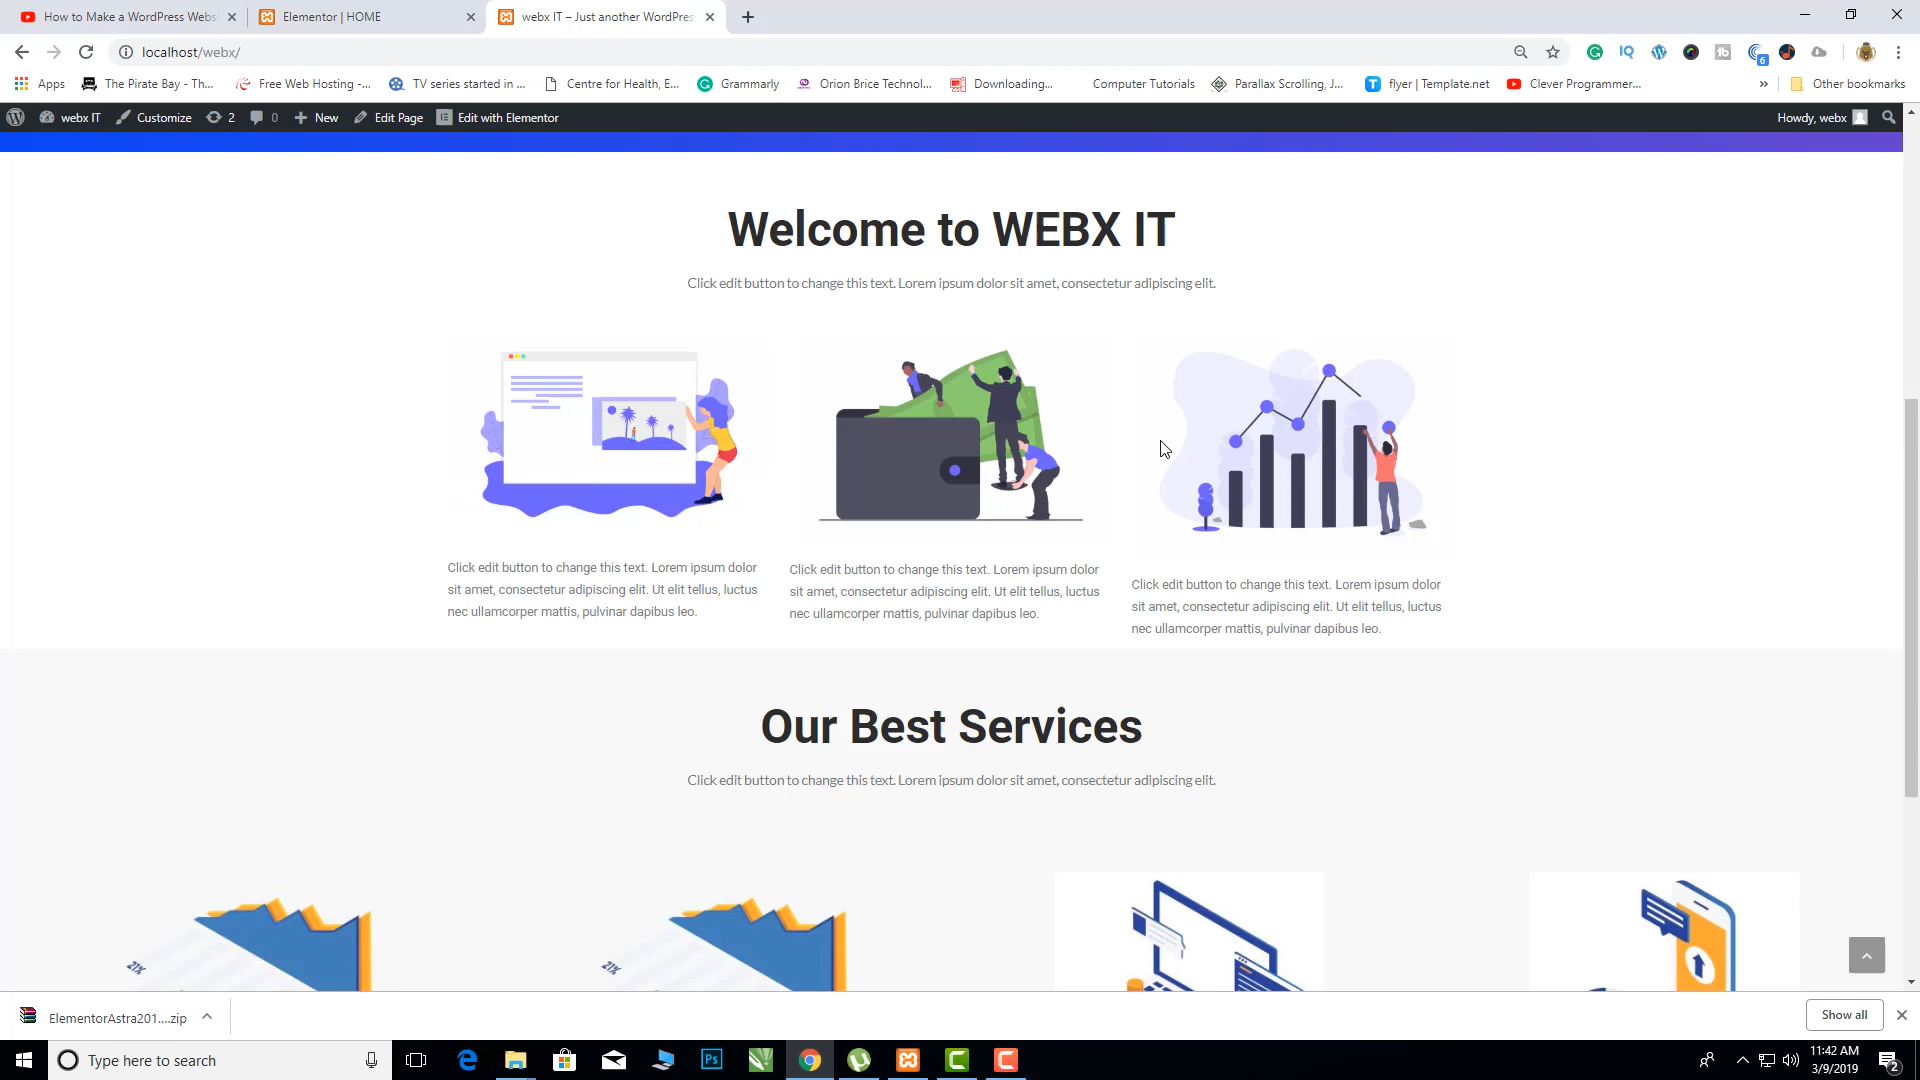 How to Make a WordPress Websi
Elementor | HOME
webx IT – Just another WordPres
localhost/webx/
6
Apps
The Pirate Bay - Th...
Free Web Hosting -...
TV series started in ...
Centre for Health, E...
Grammarly
Orion Brice Technol...
Downloading...
Computer Tutorials
Parallax Scrolling, J...
flyer | Template.net
Clever Programmer...
»
Other bookmarks
webx IT
Customize
2
0
New
Edit Page
Edit with Elementor
Howdy, webx
Welcome to WEBX IT
Click edit button to change this text. Lorem ipsum dolor sit amet, consectetur adipiscing elit.
Click edit button to change this text. Lorem ipsum dolor
sit amet, consectetur adipiscing elit. Ut elit tellus, luctus
nec ullamcorper mattis, pulvinar dapibus leo.
Click edit button to change this text. Lorem ipsum dolor
sit amet, consectetur adipiscing elit. Ut elit tellus, luctus
nec ullamcorper mattis, pulvinar dapibus leo.
Click edit button to change this text. Lorem ipsum dolor
sit amet, consectetur adipiscing elit. Ut elit tellus, luctus
nec ullamcorper mattis, pulvinar dapibus leo.
Our Best Services
Click edit button to change this text. Lorem ipsum dolor sit amet, consectetur adipiscing elit.
21%
21%
ElementorAstra201....zip
Show all
Type here to search
Ps
11:42 AM
3/9/2019
2